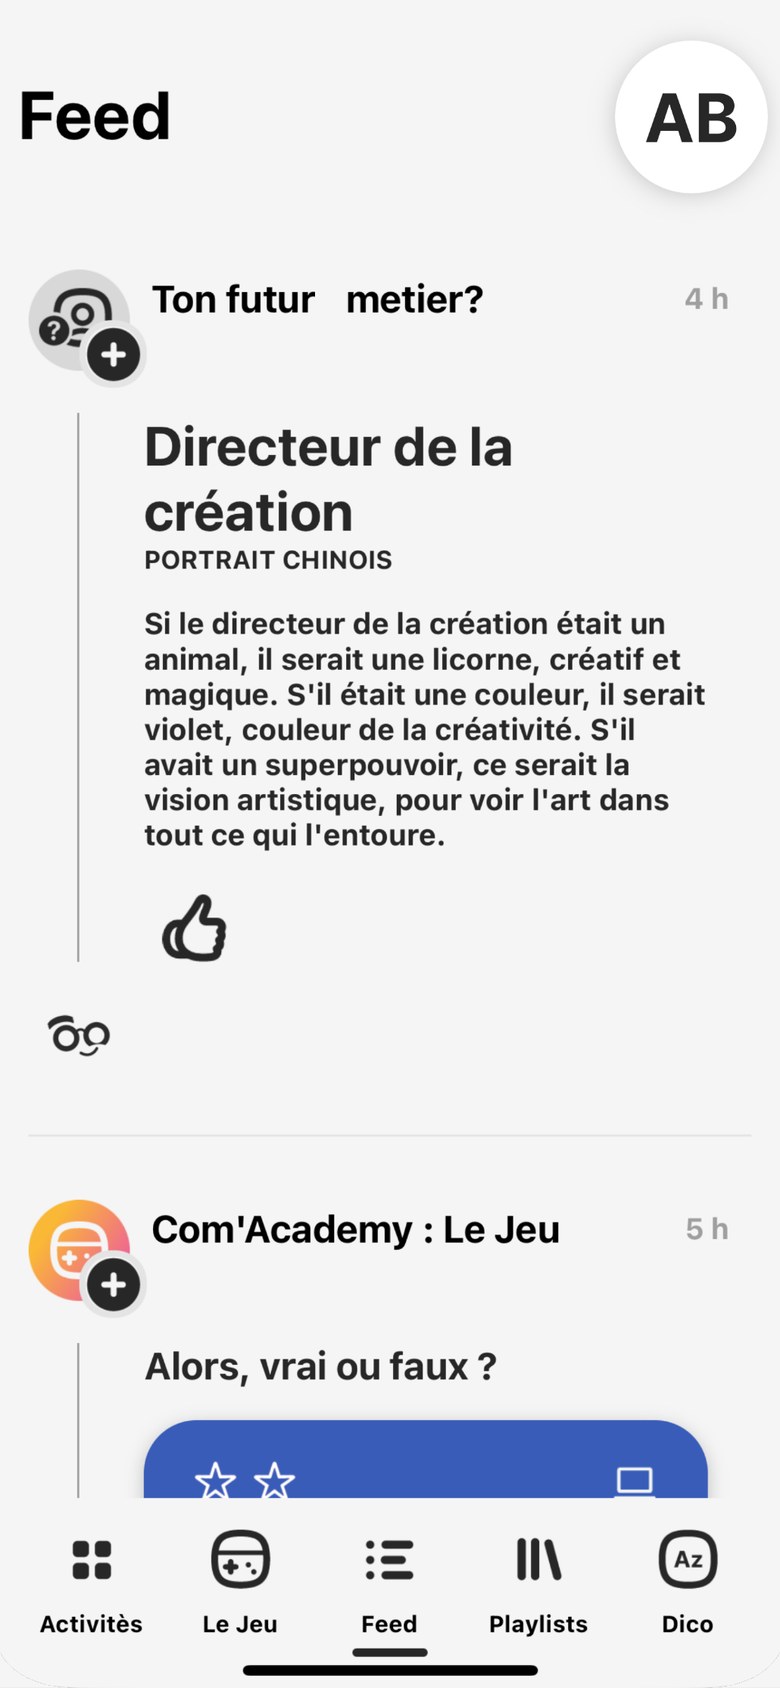 Feed
AB
Ton futur   metier?
4 h
?
Directeur de la
création
PORTRAIT CHINOIS
Si le directeur de la création était un
animal, il serait une licorne, créatif et
magique. S'il était une couleur, il serait
violet, couleur de la créativité. S'il
avait un superpouvoir, ce serait la
vision artistique, pour voir l'art dans
tout ce qui l'entoure.
Com'Academy : Le Jeu
5 h
Alors, vrai ou faux ?
Az
Activitès
Le Jeu
Feed
Playlists
Dico